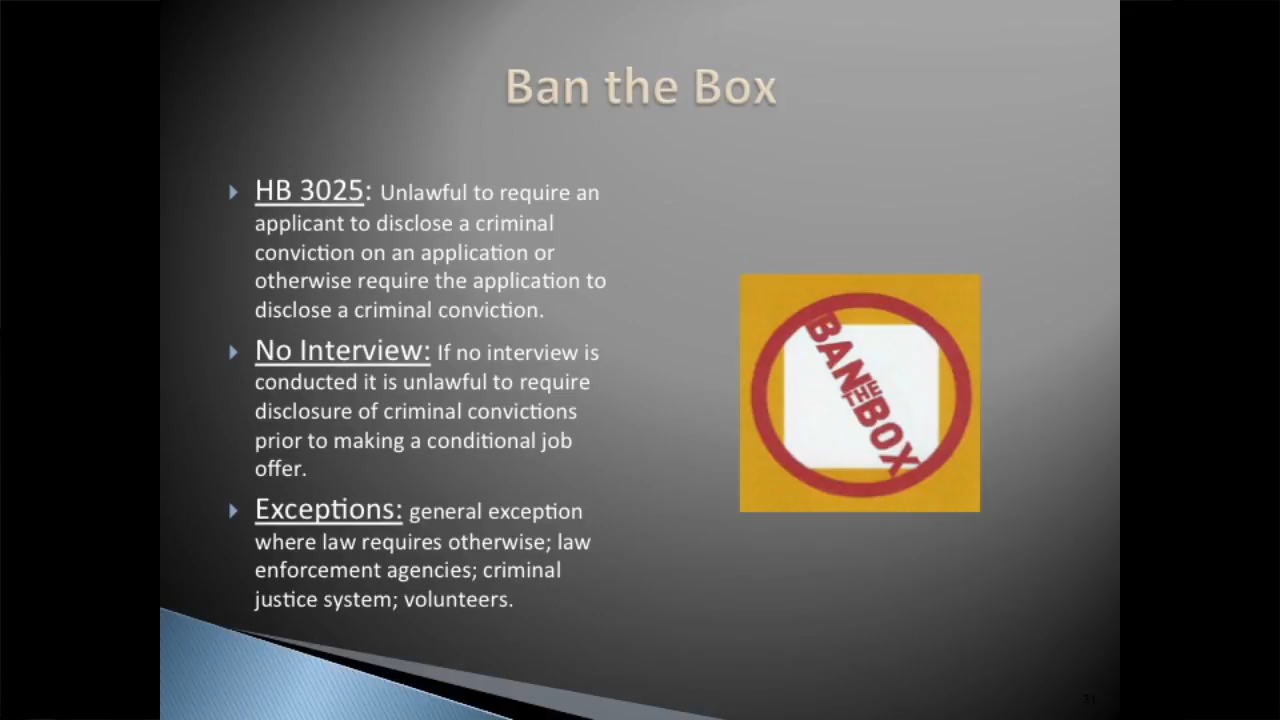 Ban the Box
HB 3025: Unlawful to require an
applicant to disclose a criminal
conviction on an application or
otherwise require the application to
disclose a criminal conviction.
No Interview: If no interview is
conducted it is unlawful to require
disclosure of criminal convictions
prior to making a conditional job
offer.
Exceptions: general exception
where law requires otherwise; law
enforcement agencies; criminal
justice system; volunteers.
BAN
THE
BOX